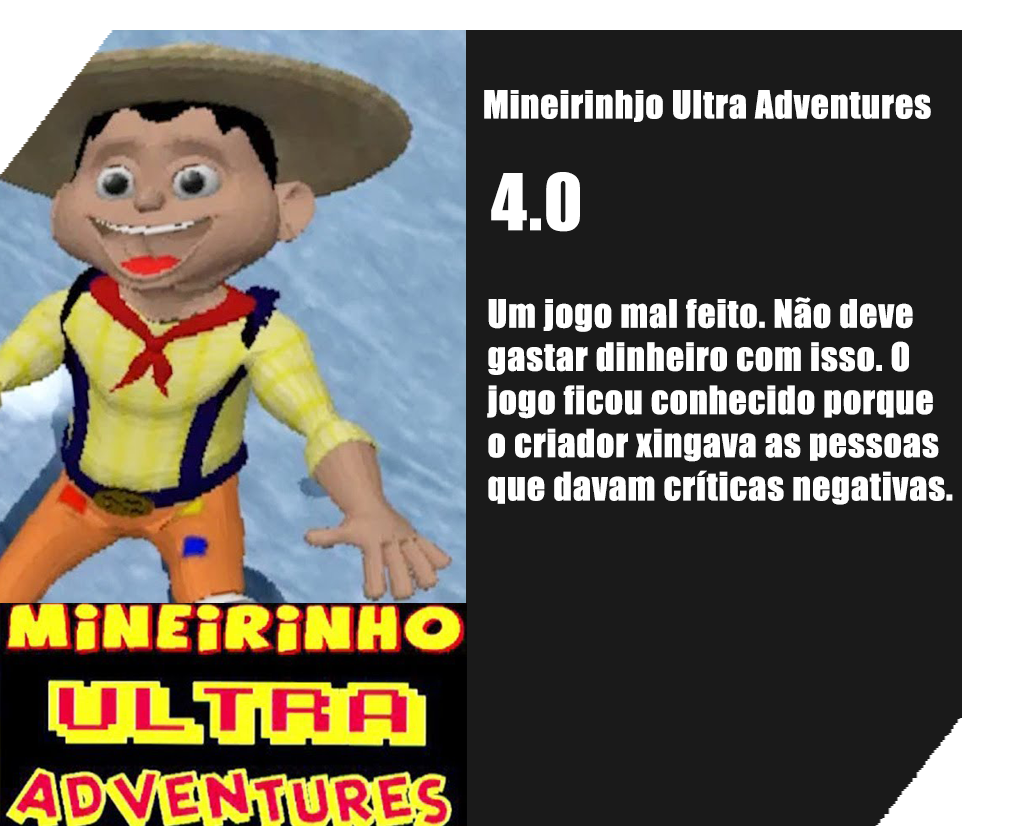 Mineirinhjo Ultra Adventures
4.0
Um jogo mal feito. Não deve
gastar dinheiro com isso. O
jogo ficou conhecido porque
o criador xingava as pessoas
que davam críticas negativas.
MiNEiRiNHO
ULTRA
ADVENTURES